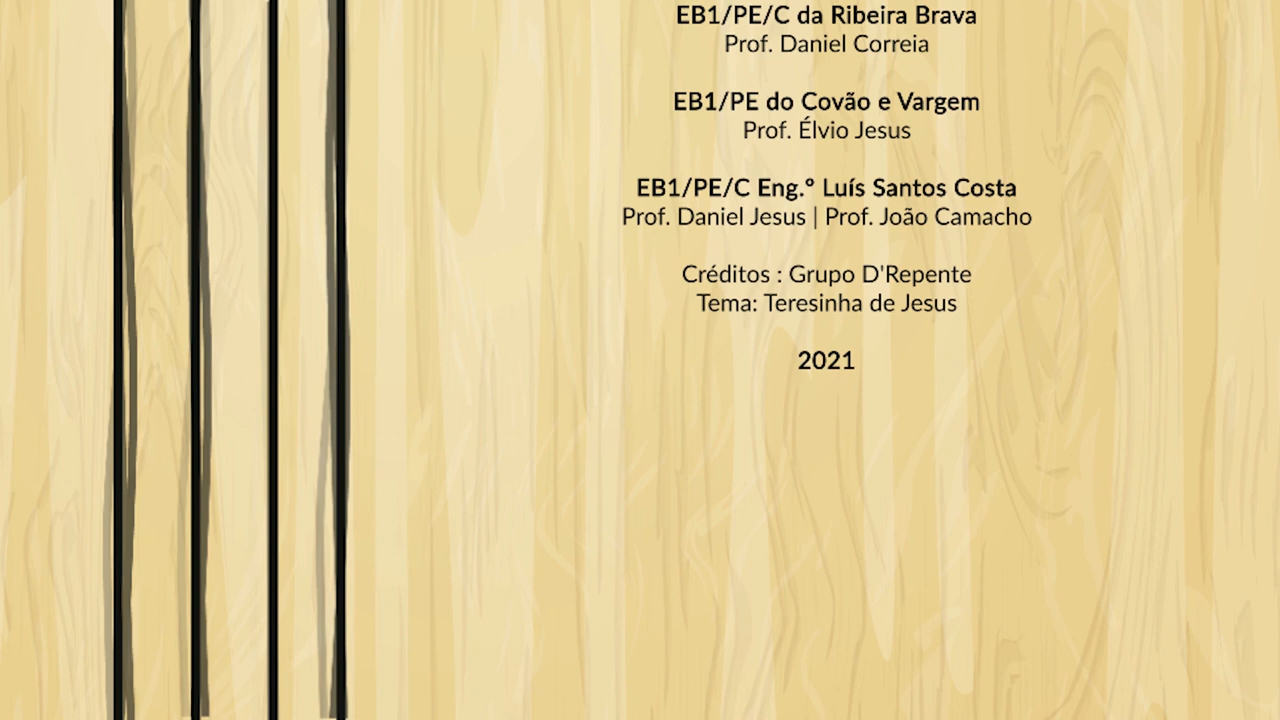 EB1/PE/C da Ribeira Brava
Prof. Daniel Correia
EB1/PE do Covão e Vargem
Prof. Élvio Jesus
EB1/PE/C Eng.º Luís Santos Costa
Prof. Daniel Jesus | Prof. João Camacho
Créditos : Grupo D'Repente
Tema: Teresinha de Jesus
2021